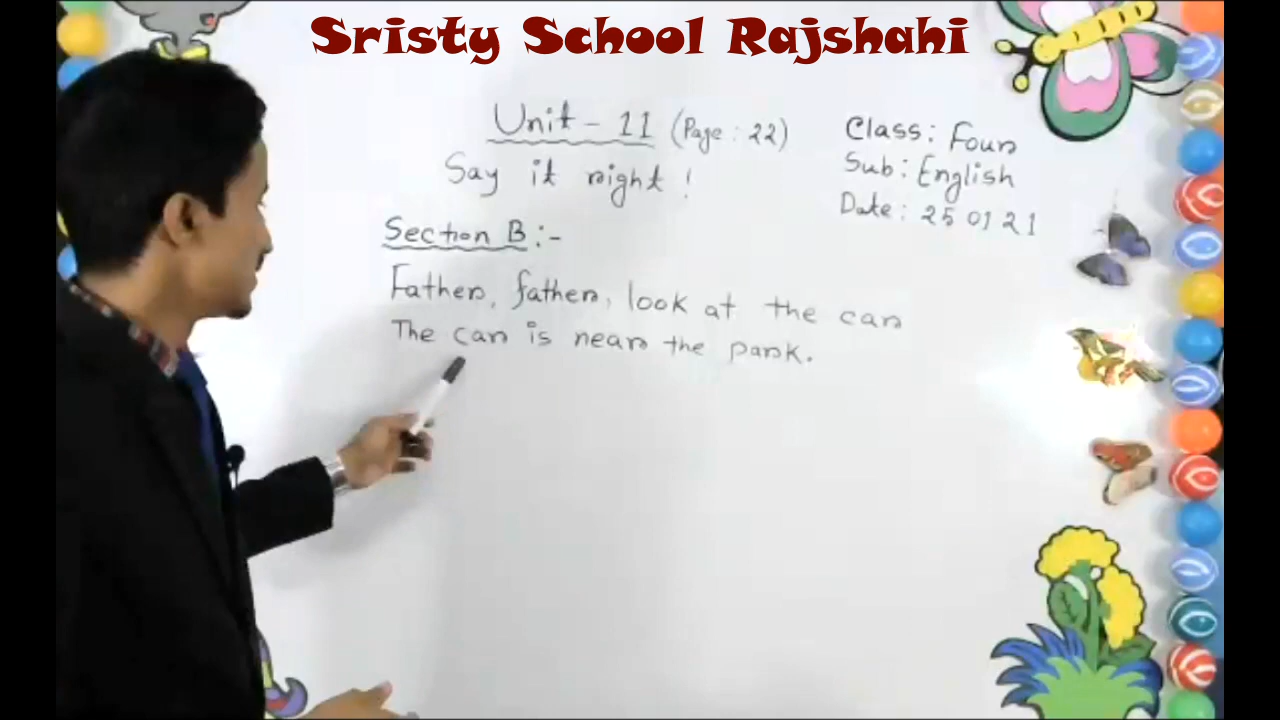 Sristy School Rajshahi
Unit - 11 (Page : 22)
Say it right !
Class: Four
Sub: English
Date: 25 01 21
Section B:-
Father, father, look at the car
The car is near the park.